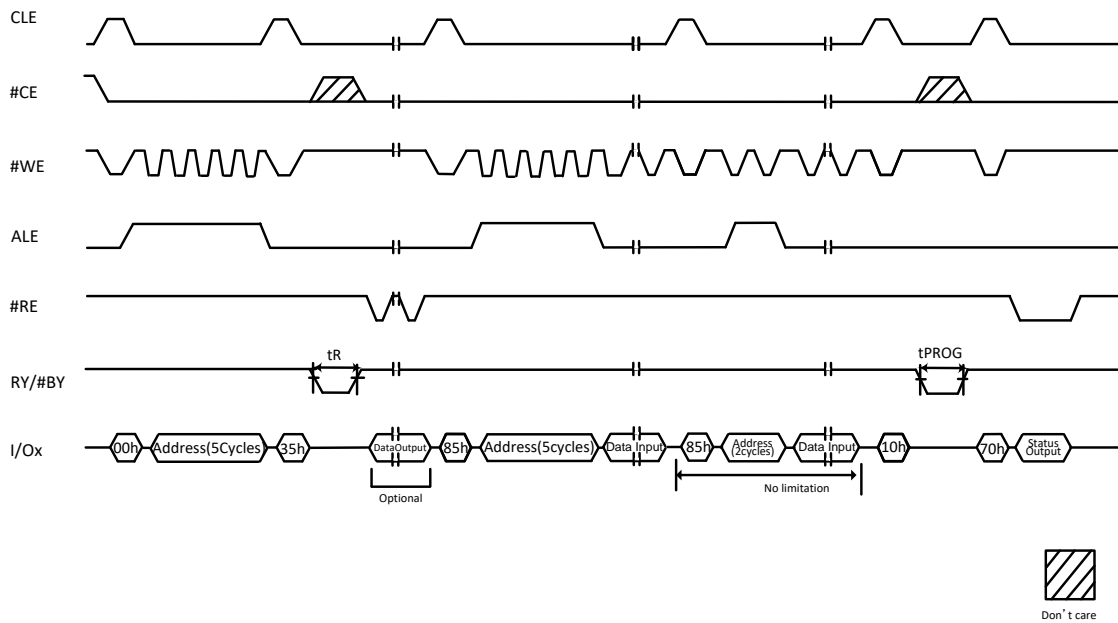 CLE
#CE
#WE
ALE
#RE
tR
tPROG
RY/#BY
I/Ox
00h
Address(5Cycles)
35h
DataOutput
85h
Address(5cycles)
Data Input
85h
Address
(2cycles)
Data Input
10h
70h
Status
Output
Optional
No limitation
Don't care